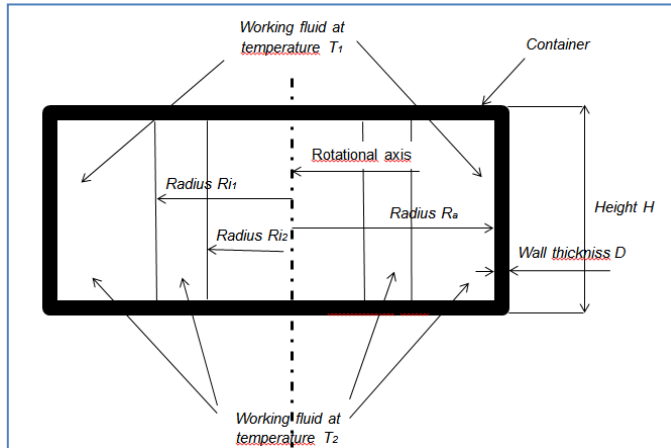 Working fluid at
temperature T1
Container
Rotational axis
Radius Ri1
Radius Ra
Height H
Radius Ri2
Wall thickniss D
Working fluid at
temperature T2